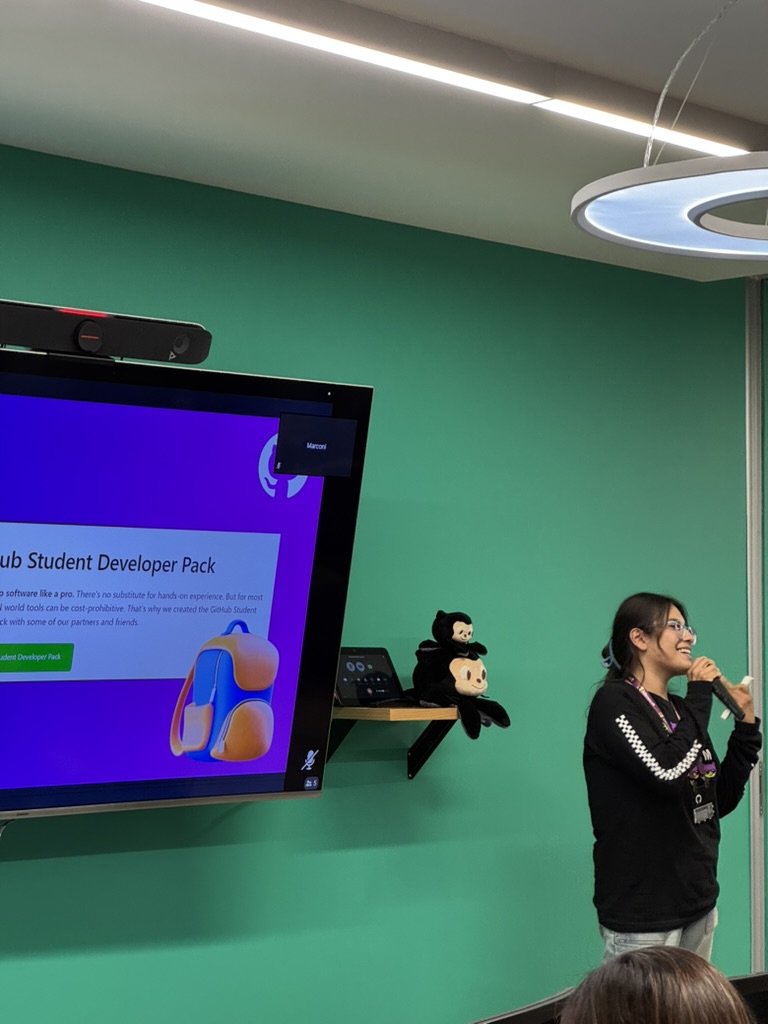 Marconi
ub Student Developer Pack
o software like a pro. There's no substitute for hands-on experience. But for most
l world tools can be cost-prohibitive. That's why we created the GitHub Student
ck with some of our partners and friends.
udent Developer Pack
5